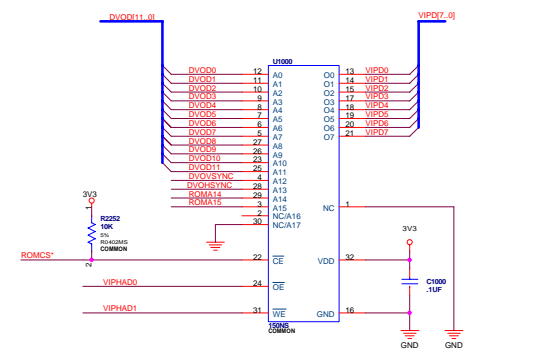 DVOD[11..0]
VIPD[7..0]
U1000
DVOD0 12 A0 O0 13 VIPD0
DVOD1 11 A1 O1 14 VIPD1
DVOD2 10 A2 O2 15 VIPD2
DVOD3 9 A3 O3 17 VIPD3
DVOD4 8 A4 O4 18 VIPD4
DVOD5 7 A5 O5 19 VIPD5
DVOD6 6 A6 O6 20 VIPD6
DVOD7 5 A7 O7 21 VIPD7
DVOD8 27 A8
DVOD9 26 A9
DVOD10 23 A10
DVOD11 25 A11
DVOVSYNC 4 A12
DVOHSYNC 28 A13
ROMA14 29 A14
ROMA15 3 A15 NC 1
2 NC/A16
30 NC/A17
3V3
1
R2252
10K
5%
R0402MS
COMMON
2
3V3
ROMCS* 22 CE VDD 32
C1000
.1UF
VIPHAD0 24 OE
VIPHAD1 31 WE GND 16
150NS
COMMON
GND GND